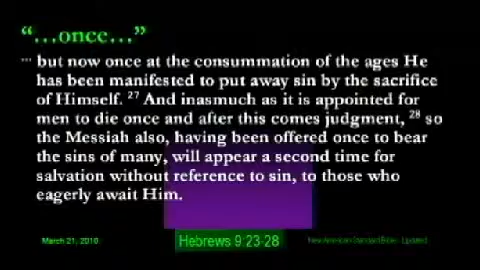 “…once…”
… but now once at the consummation of the ages He
has been manifested to put away sin by the sacrifice
of Himself. 27 And inasmuch as it is appointed for
men to die once and after this comes judgment, 28 so
the Messiah also, having been offered once to bear
the sins of many, will appear a second time for
salvation without reference to sin, to those who
eagerly await Him.
March 21, 2010
Hebrews 9:23-28
New American Standard Bible - Updated